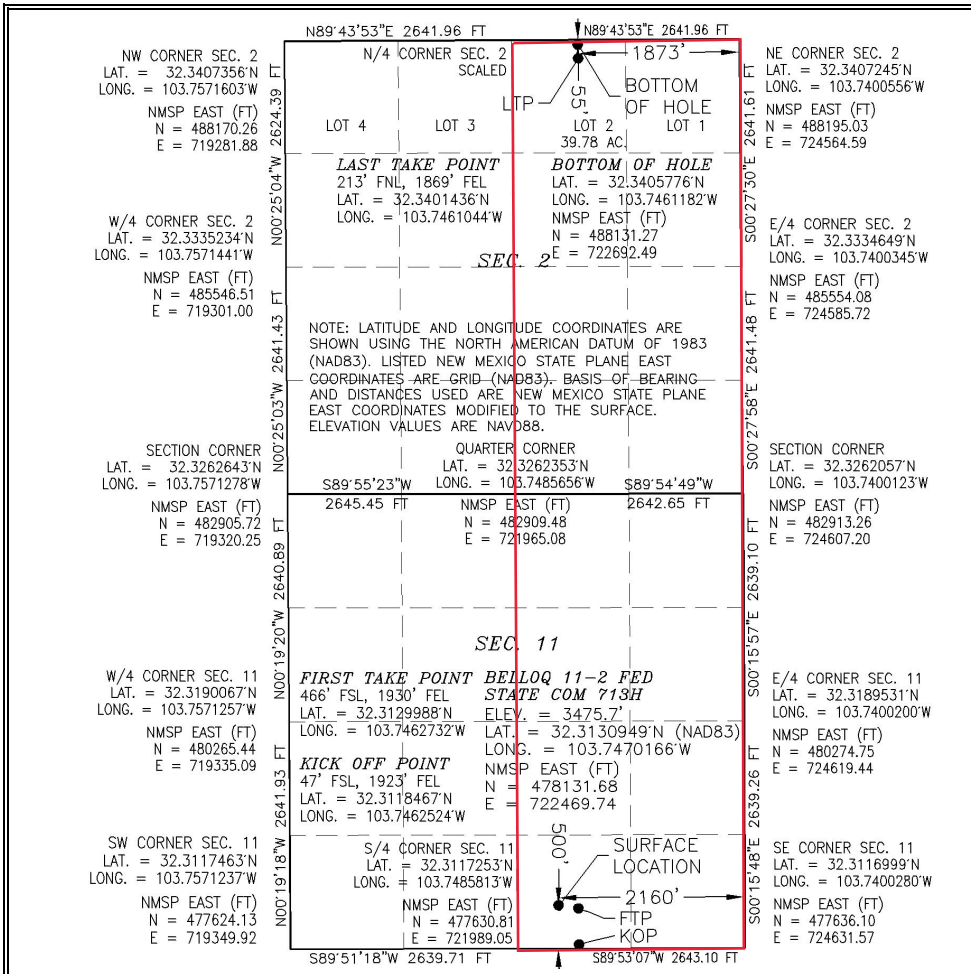 N89°43'53"E 2641.96 FT
N89°43'53"E 2641.96 FT
NW CORNER SEC. 2
LAT. = 32.3407356°N
LONG. = 103.7571603°W
NMSP EAST (FT)
N = 488170.26
E = 719281.88
N/4 CORNER SEC. 2
SCALED
1873'
55'
LTP
BOTTOM
OF HOLE
NE CORNER SEC. 2
LAT. = 32.3407245°N
LONG. = 103.7400556°W
NMSP EAST (FT)
N = 488195.03
E = 724564.59
N00°25'04"W 2624.39 FT
S00°27'30"E 2641.61 FT
LOT 4
LOT 3
LOT 2
39.78 AC.
LOT 1
LAST TAKE POINT
213' FNL, 1869' FEL
LAT. = 32.3401436°N
LONG. = 103.7461044°W
BOTTOM OF HOLE
LAT. = 32.3405776°N
LONG. = 103.7461182°W
NMSP EAST (FT)
N = 488131.27
E = 722692.49
W/4 CORNER SEC. 2
LAT. = 32.3335234°N
LONG. = 103.7571441°W
NMSP EAST (FT)
N = 485546.51
E = 719301.00
SEC. 2
E/4 CORNER SEC. 2
LAT. = 32.3334649°N
LONG. = 103.7400345°W
NMSP EAST (FT)
N = 485554.08
E = 724585.72
N00°25'03"W 2641.43 FT
S00°27'58"E 2641.48 FT
NOTE: LATITUDE AND LONGITUDE COORDINATES ARE
SHOWN USING THE NORTH AMERICAN DATUM OF 1983
(NAD83). LISTED NEW MEXICO STATE PLANE EAST
COORDINATES ARE GRID (NAD83). BASIS OF BEARING
AND DISTANCES USED ARE NEW MEXICO STATE PLANE
EAST COORDINATES MODIFIED TO THE SURFACE.
ELEVATION VALUES ARE NAVD88.
SECTION CORNER
LAT. = 32.3262643°N
LONG. = 103.7571278°W
NMSP EAST (FT)
N = 482905.72
E = 719320.25
QUARTER CORNER
LAT. = 32.3262353°N
LONG. = 103.7485656°W
NMSP EAST (FT)
N = 482909.48
E = 721965.08
SECTION CORNER
LAT. = 32.3262057°N
LONG. = 103.7400123°W
NMSP EAST (FT)
N = 482913.26
E = 724607.20
S89°55'23"W
2645.45 FT
S89°54'49"W
2642.65 FT
N00°19'20"W 2640.89 FT
S00°15'57"E 2639.10 FT
SEC. 11
W/4 CORNER SEC. 11
LAT. = 32.3190067°N
LONG. = 103.7571257°W
NMSP EAST (FT)
N = 480265.44
E = 719335.09
FIRST TAKE POINT
466' FSL, 1930' FEL
LAT. = 32.3129988°N
LONG. = 103.7462732°W
BELLOQ 11-2 FED
STATE COM 713H
ELEV. = 3475.7'
LAT. = 32.3130949°N (NAD83)
LONG. = 103.7470166°W
NMSP EAST (FT)
N = 478131.68
E = 722469.74
E/4 CORNER SEC. 11
LAT. = 32.3189531°N
LONG. = 103.7400200°W
NMSP EAST (FT)
N = 480274.75
E = 724619.44
KICK OFF POINT
47' FSL, 1923' FEL
LAT. = 32.3118467°N
LONG. = 103.7462524°W
N00°19'18"W 2641.93 FT
S00°15'48"E 2639.26 FT
SW CORNER SEC. 11
LAT. = 32.3117463°N
LONG. = 103.7571237°W
NMSP EAST (FT)
N = 477624.13
E = 719349.92
S/4 CORNER SEC. 11
LAT. = 32.3117253°N
LONG. = 103.7485813°W
NMSP EAST (FT)
N = 477630.81
E = 721989.05
500'
SURFACE
LOCATION
2160'
FTP
KOP
SE CORNER SEC. 11
LAT. = 32.3116999°N
LONG. = 103.7400280°W
NMSP EAST (FT)
N = 477636.10
E = 724631.57
S89°51'18"W 2639.71 FT
S89°53'07"W 2643.10 FT